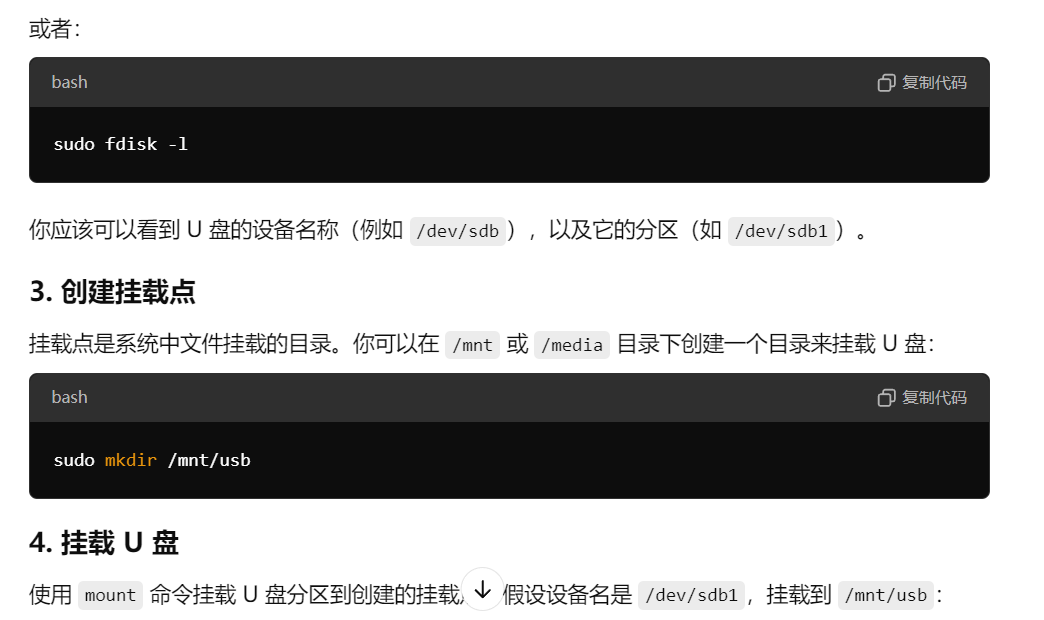 或者：
bash 复制代码
sudo fdisk -l
你应该可以看到 U 盘的设备名称（例如 /dev/sdb），以及它的分区（如 /dev/sdb1）。
3. 创建挂载点
挂载点是系统中文件挂载的目录。你可以在 /mnt 或 /media 目录下创建一个目录来挂载 U 盘：
bash 复制代码
sudo mkdir /mnt/usb
4. 挂载 U 盘
使用 mount 命令挂载 U 盘分区到创建的挂载 假设设备名是 /dev/sdb1，挂载到 /mnt/usb：